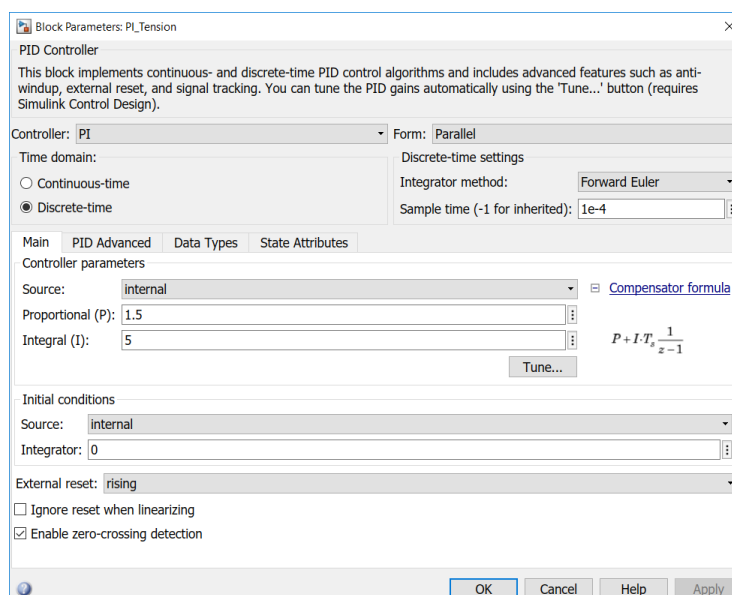 Block Parameters: PI_Tension
PID Controller
This block implements continuous- and discrete-time PID control algorithms and includes advanced features such as anti-
windup, external reset, and signal tracking. You can tune the PID gains automatically using the 'Tune...' button (requires
Simulink Control Design).
Controller: PI Form: Parallel
Time domain:
Continuous-time
Discrete-time
Discrete-time settings
Integrator method: Forward Euler
Sample time (-1 for inherited): 1e-4
Main PID Advanced Data Types State Attributes
Controller parameters
Source: internal
Compensator formula
Proportional (P): 1.5
Integral (I): 5
P+I·Tₛ 1/(z−1)
Tune...
Initial conditions
Source: internal
Integrator: 0
External reset: rising
Ignore reset when linearizing
Enable zero-crossing detection
OK Cancel Help Apply